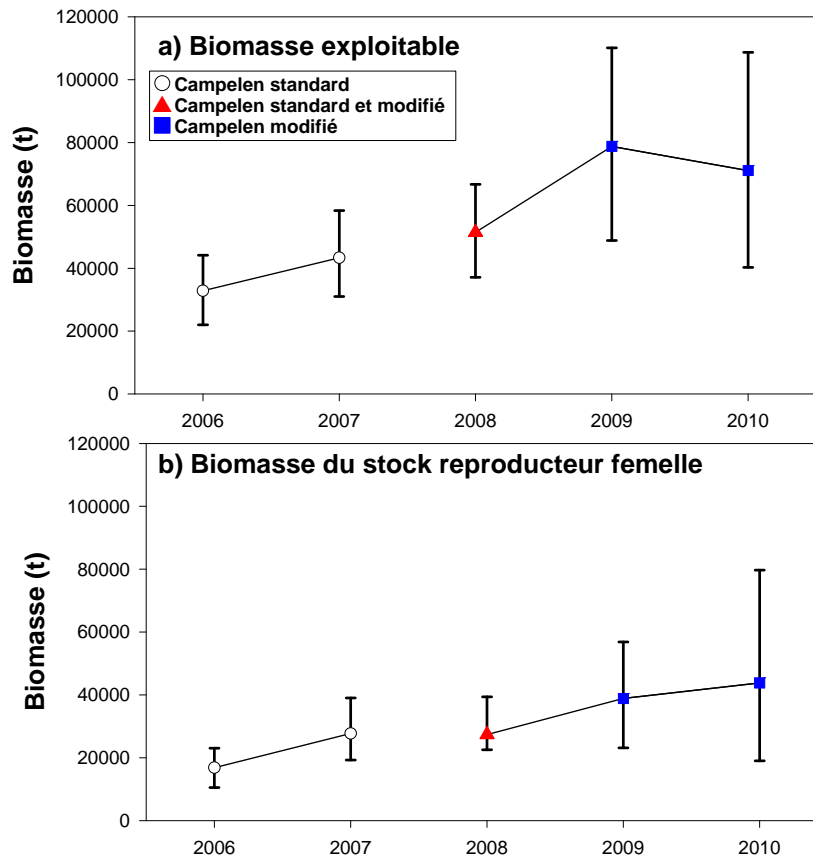 a) Biomasse exploitable
Campelen standard
Campelen standard et modifié
Campelen modifié
Biomasse (t)
120000
100000
80000
60000
40000
20000
0
2006 2007 2008 2009 2010
b) Biomasse du stock reproducteur femelle
Biomasse (t)
120000
100000
80000
60000
40000
20000
0
2006 2007 2008 2009 2010